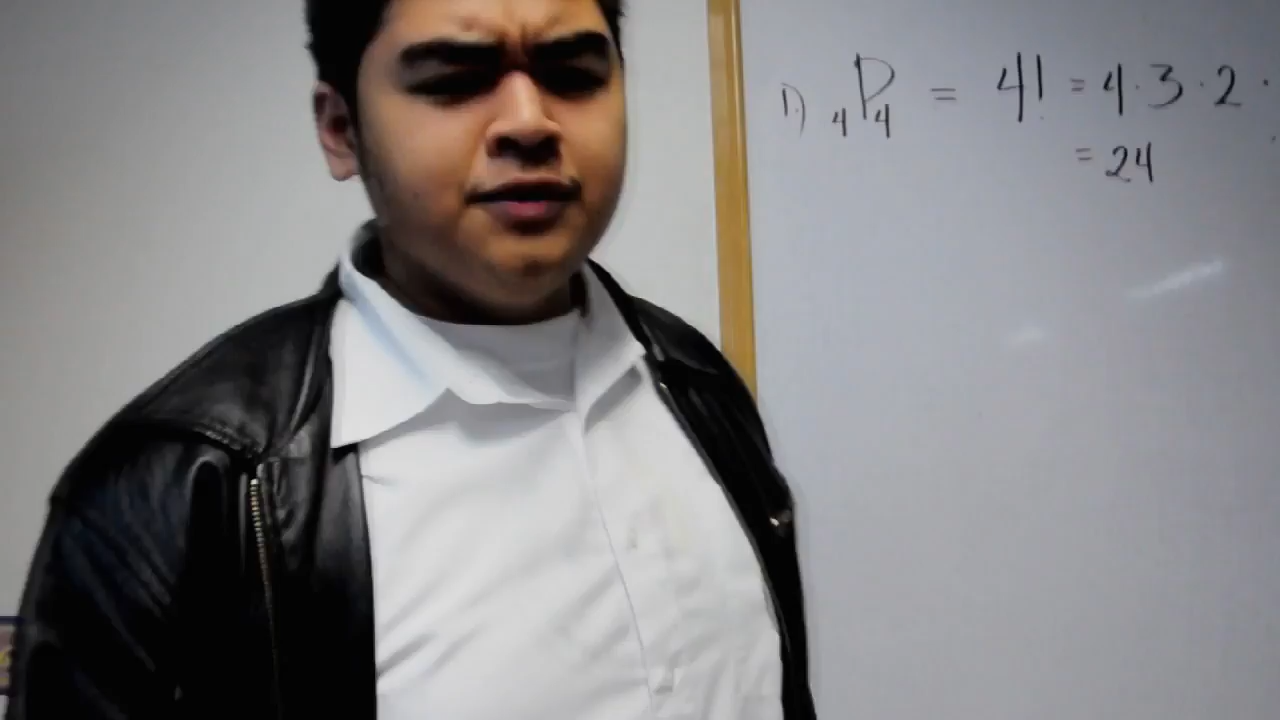 1) ₄P₄ = 4! = 4·3·2·
= 24